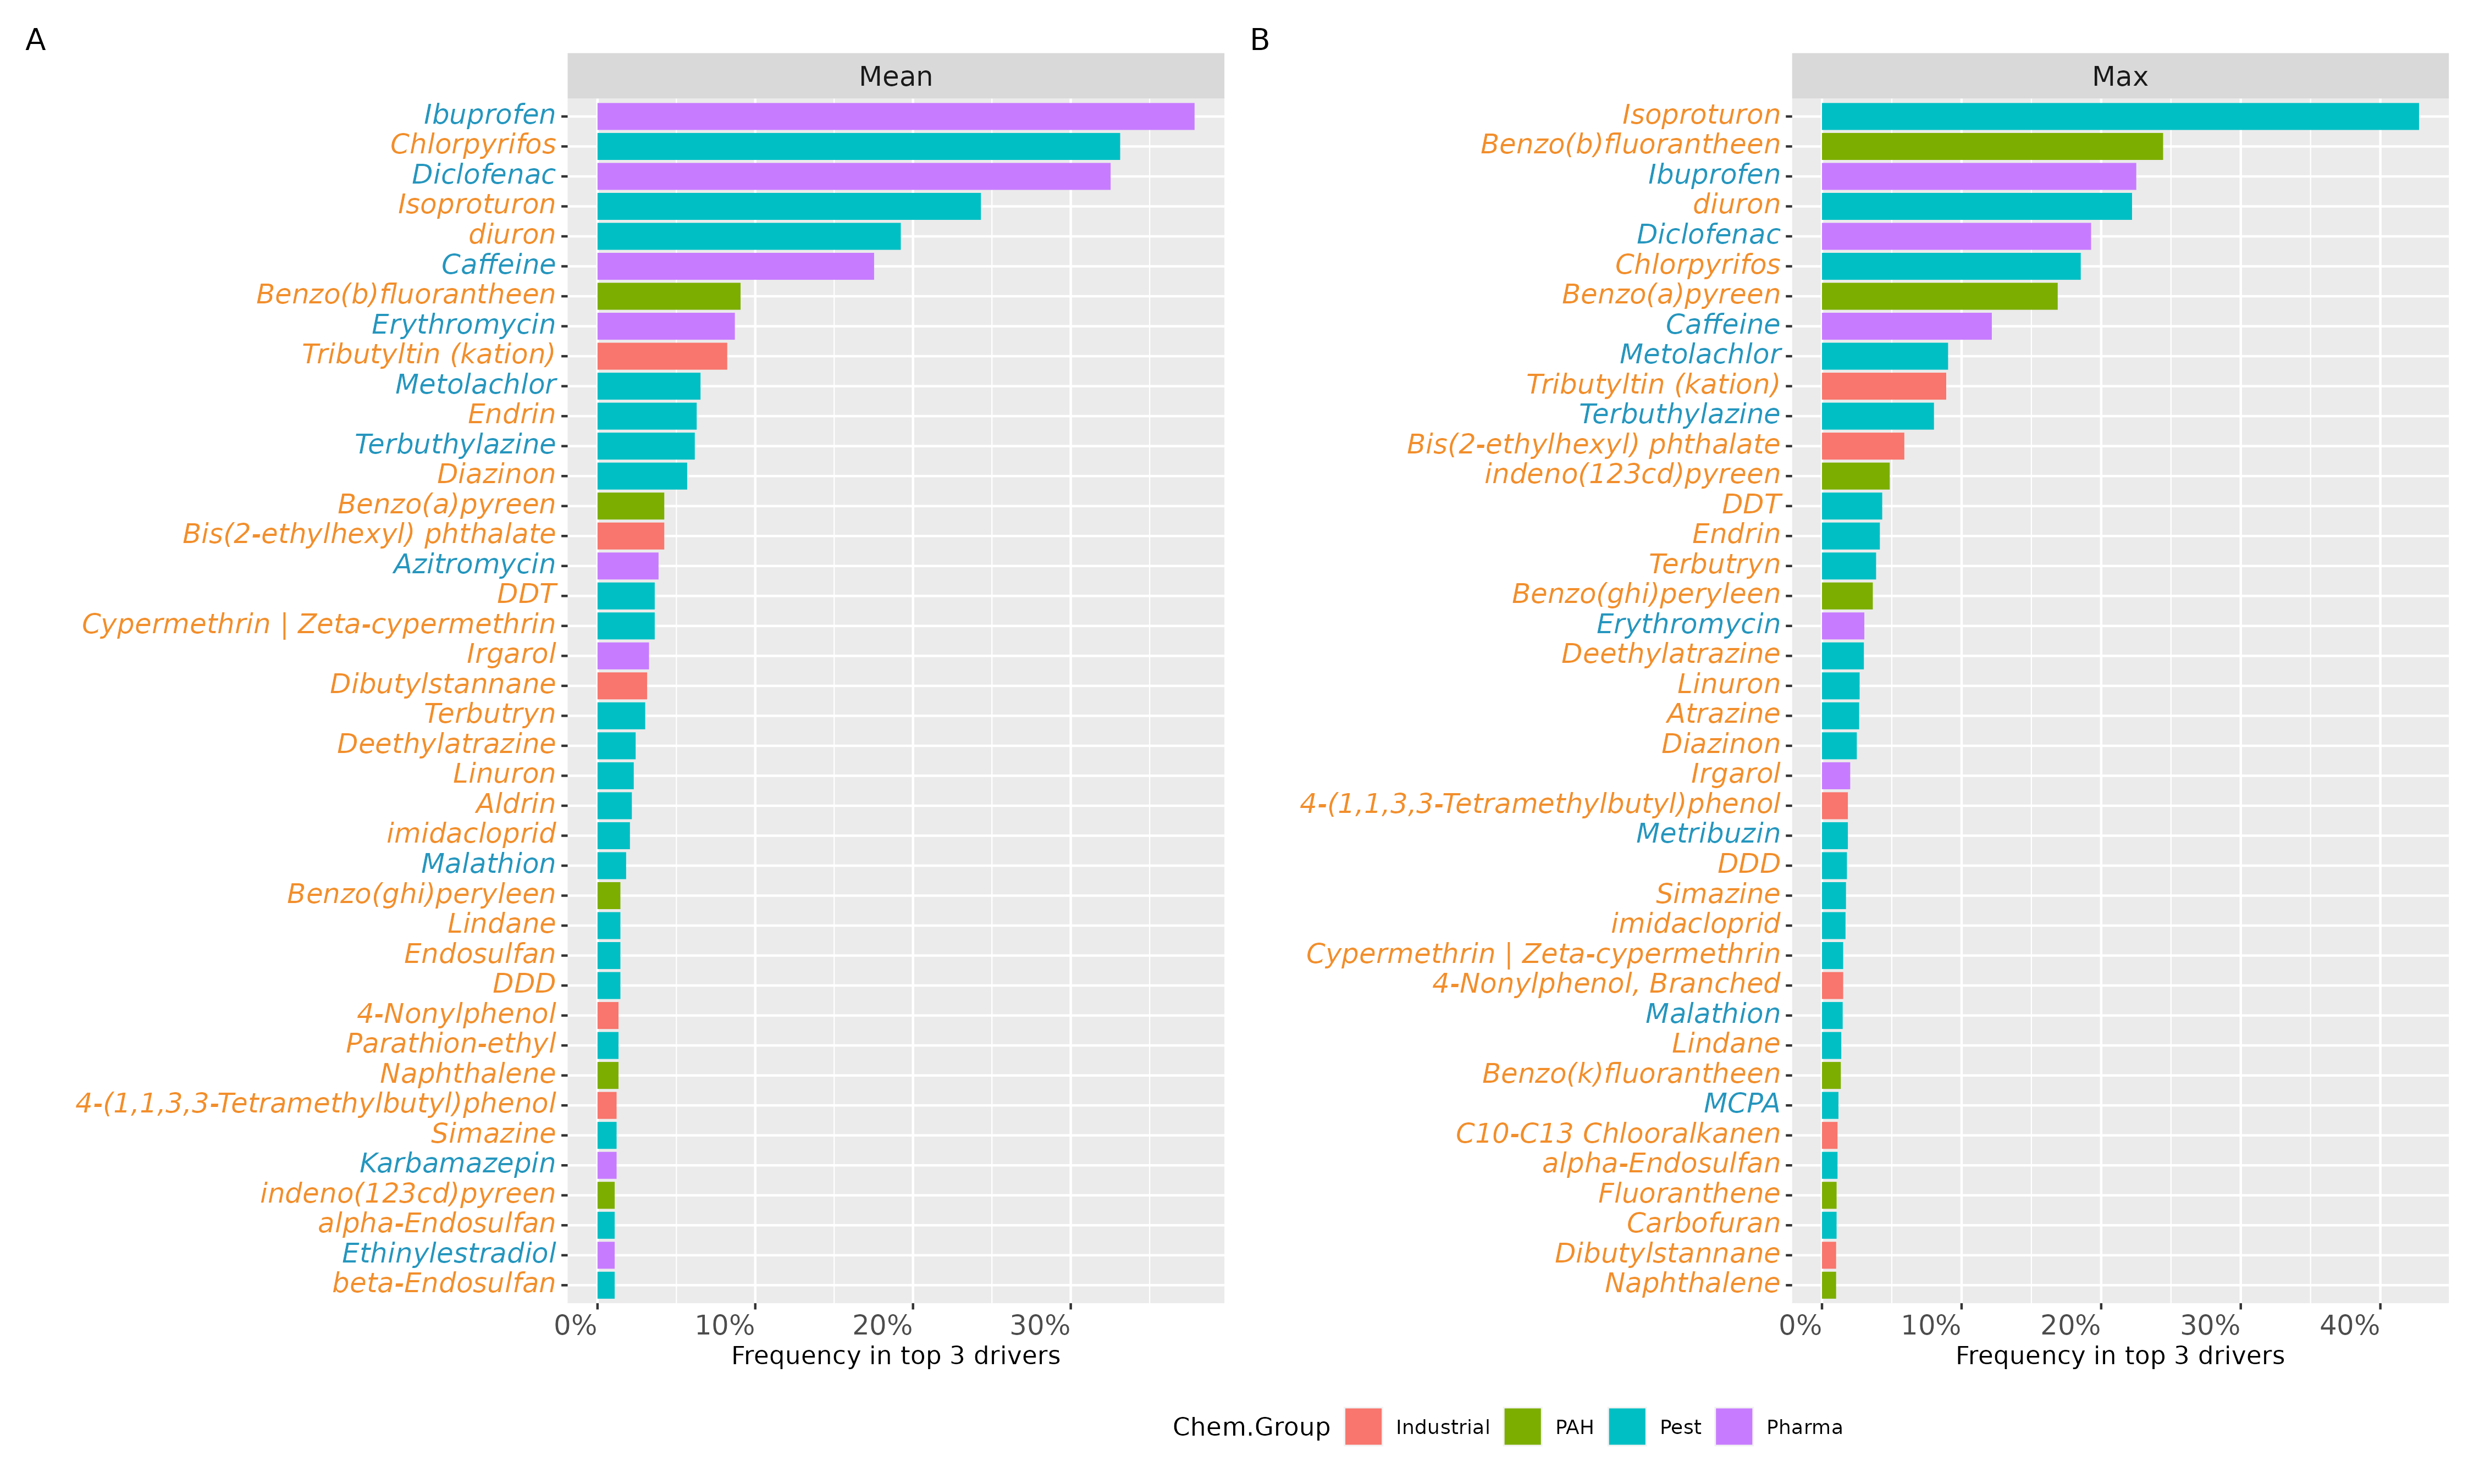 A
Mean
Ibuprofen
Chlorpyrifos
Diclofenac
Isoproturon
diuron
Caffeine
Benzo(b)fluorantheen
Erythromycin
Tributyltin (kation)
Metolachlor
Endrin
Terbuthylazine
Diazinon
Benzo(a)pyreen
Bis(2-ethylhexyl) phthalate
Azitromycin
DDT
Cypermethrin | Zeta-cypermethrin
Irgarol
Dibutylstannane
Terbutryn
Deethylatrazine
Linuron
Aldrin
imidacloprid
Malathion
Benzo(ghi)peryleen
Lindane
Endosulfan
DDD
4-Nonylphenol
Parathion-ethyl
Naphthalene
4-(1,1,3,3-Tetramethylbutyl)phenol
Simazine
Karbamazepin
indeno(123cd)pyreen
alpha-Endosulfan
Ethinylestradiol
beta-Endosulfan
0% 10% 20% 30%
Frequency in top 3 drivers
B
Max
Isoproturon
Benzo(b)fluorantheen
Ibuprofen
diuron
Diclofenac
Chlorpyrifos
Benzo(a)pyreen
Caffeine
Metolachlor
Tributyltin (kation)
Terbuthylazine
Bis(2-ethylhexyl) phthalate
indeno(123cd)pyreen
DDT
Endrin
Terbutryn
Benzo(ghi)peryleen
Erythromycin
Deethylatrazine
Linuron
Atrazine
Diazinon
Irgarol
4-(1,1,3,3-Tetramethylbutyl)phenol
Metribuzin
DDD
Simazine
imidacloprid
Cypermethrin | Zeta-cypermethrin
4-Nonylphenol, Branched
Malathion
Lindane
Benzo(k)fluorantheen
MCPA
C10-C13 Chlooralkanen
alpha-Endosulfan
Fluoranthene
Carbofuran
Dibutylstannane
Naphthalene
0% 10% 20% 30% 40%
Frequency in top 3 drivers
Chem.Group Industrial PAH Pest Pharma